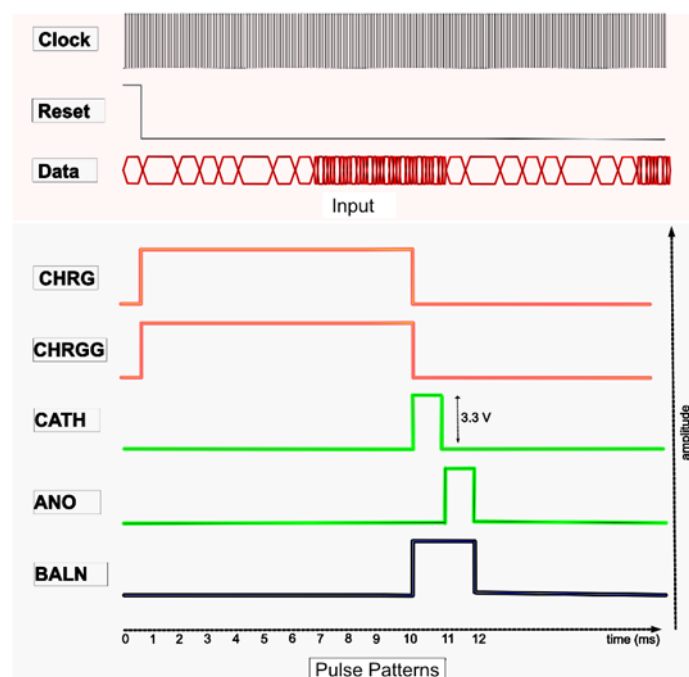 Clock
Reset
Data
Input
CHRG
CHRGG
CATH
3.3 V
ANO
BALN
amplitude
0 1 2 3 4 5 6 7 8 9 10 11 12 time (ms)
Pulse Patterns